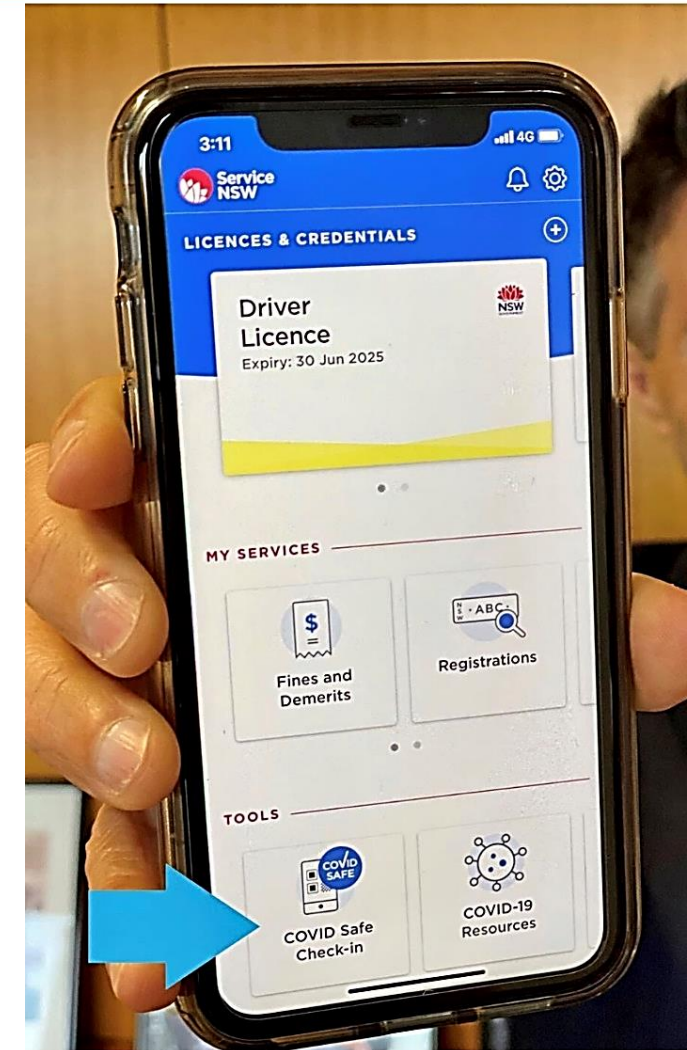 3:11
4G
Service
NSW
LICENCES & CREDENTIALS
Driver
Licence
Expiry: 30 Jun 2025
NSW
MY SERVICES
$
NSW · ABC ·
Fines and
Demerits
Registrations
TOOLS
COVID
SAFE
COVID Safe
Check-in
COVID-19
Resources